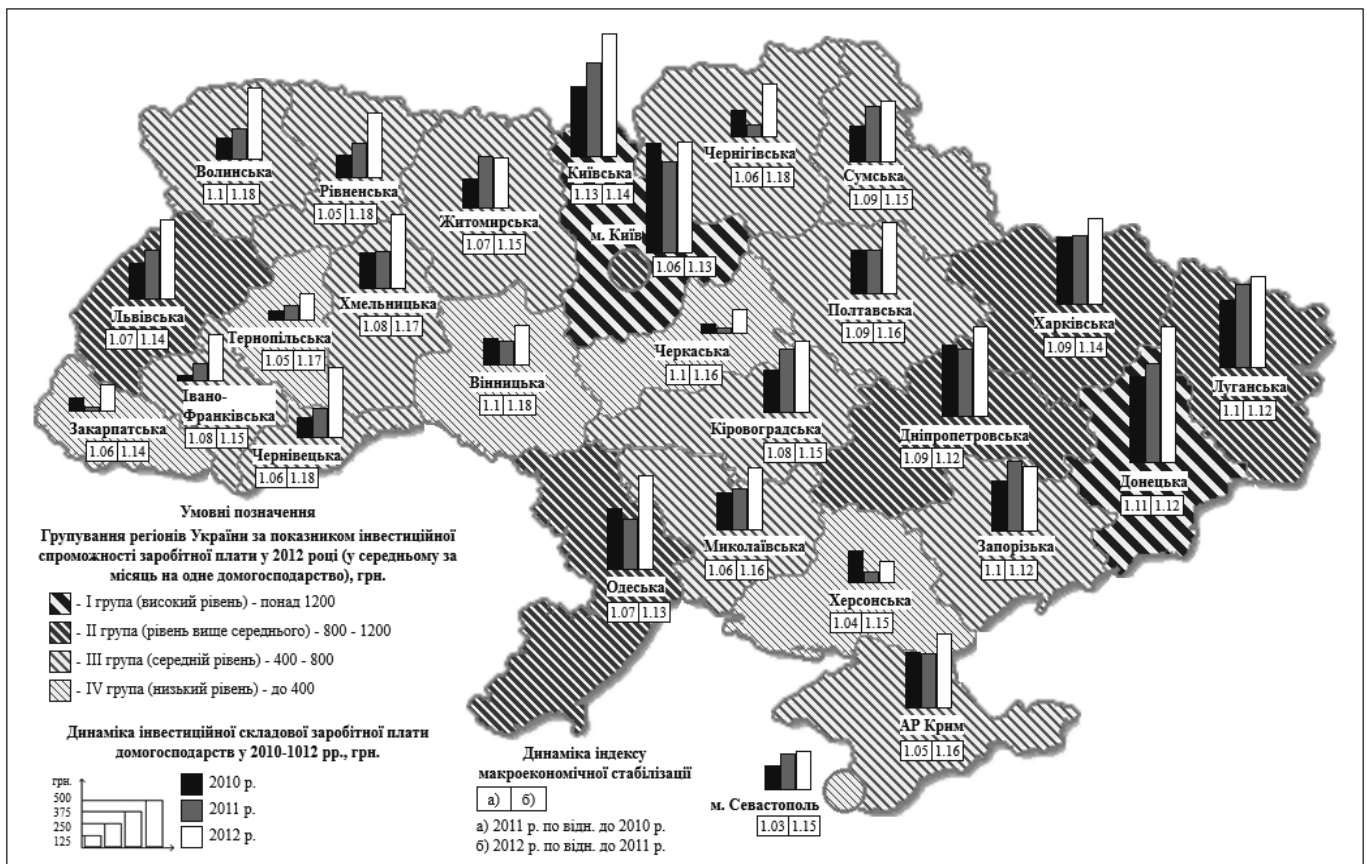 Волинська
1.1 1.18
Рівненська
1.05 1.18
Житомирська
1.07 1.15
Київська
1.13 1.14
м. Київ
1.06 1.13
Чернігівська
1.06 1.18
Сумська
1.09 1.15
Львівська
1.07 1.14
Тернопільська
1.05 1.17
Хмельницька
1.08 1.17
Вінницька
1.1 1.18
Черкаська
1.1 1.16
Полтавська
1.09 1.16
Харківська
1.09 1.14
Луганська
1.1 1.12
Закарпатська
1.06 1.14
Івано-
Франківська
1.08 1.15
Чернівецька
1.06 1.18
Кіровоградська
1.08 1.15
Дніпропетровська
1.09 1.12
Донецька
1.11 1.12
Одеська
1.07 1.13
Миколаївська
1.06 1.16
Запорізька
1.1 1.12
Херсонська
1.04 1.15
АР Крим
1.05 1.16
м. Севастополь
1.03 1.15
Умовні позначення
Групування регіонів України за показником інвестиційної
спроможності заробітної плати у 2012 році (у середньому за
місяць на одне домогосподарство), грн.
- I група (високий рівень) - понад 1200
- II група (рівень вище середнього) - 800 - 1200
- III група (середній рівень) - 400 - 800
- IV група (низький рівень) - до 400
Динаміка інвестиційної складової заробітної плати
домогосподарств у 2010-1012 рр., грн.
грн.
500
375
250
125
2010 р.
2011 р.
2012 р.
Динаміка індексу
макроекономічної стабілізації
а) б)
а) 2011 р. по відн. до 2010 р.
б) 2012 р. по відн. до 2011 р.